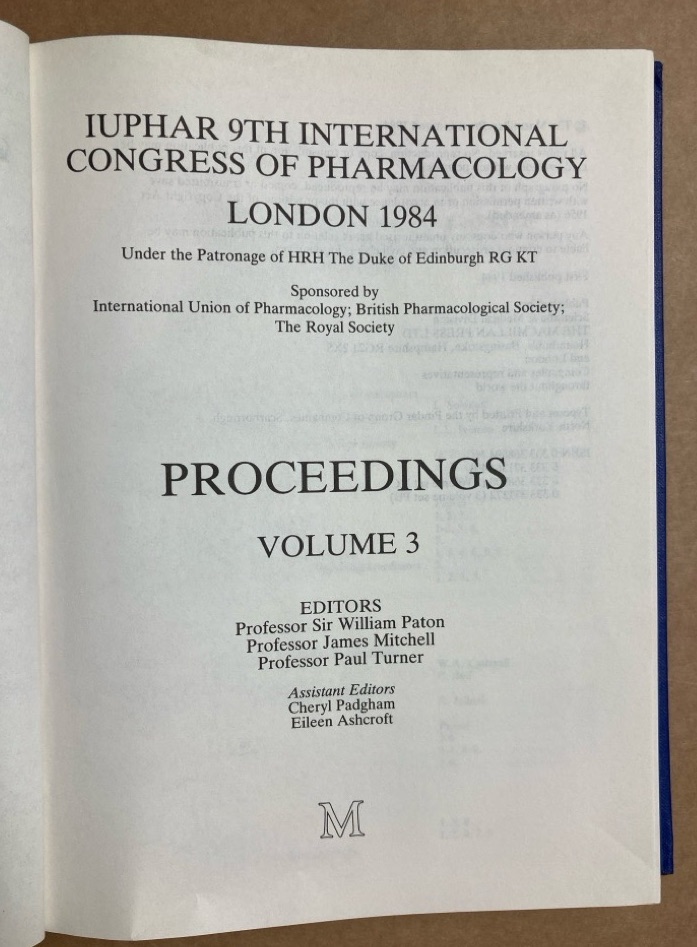 IUPHAR 9TH INTERNATIONAL
CONGRESS OF PHARMACOLOGY
LONDON 1984
Under the Patronage of HRH The Duke of Edinburgh RG KT
Sponsored by
International Union of Pharmacology; British Pharmacological Society;
The Royal Society
PROCEEDINGS
VOLUME 3
EDITORS
Professor Sir William Paton
Professor James Mitchell
Professor Paul Turner
Assistant Editors
Cheryl Padgham
Eileen Ashcroft
M